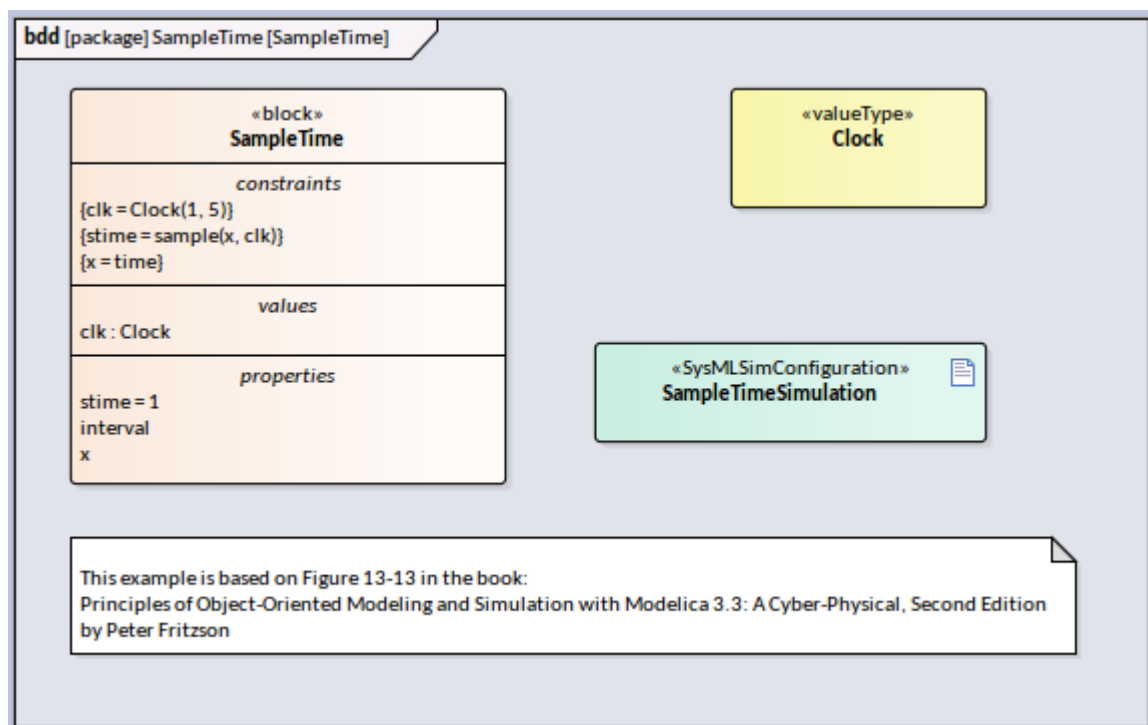 bdd [package] SampleTime [SampleTime]
«block»
SampleTime
constraints
{clk = Clock(1, 5)}
{stime = sample(x, clk)}
{x = time}
values
clk : Clock
properties
stime = 1
interval
x
«valueType»
Clock
«SysMLSimConfiguration»
SampleTimeSimulation
This example is based on Figure 13-13 in the book:
Principles of Object-Oriented Modeling and Simulation with Modelica 3.3: A Cyber-Physical, Second Edition
by Peter Fritzson